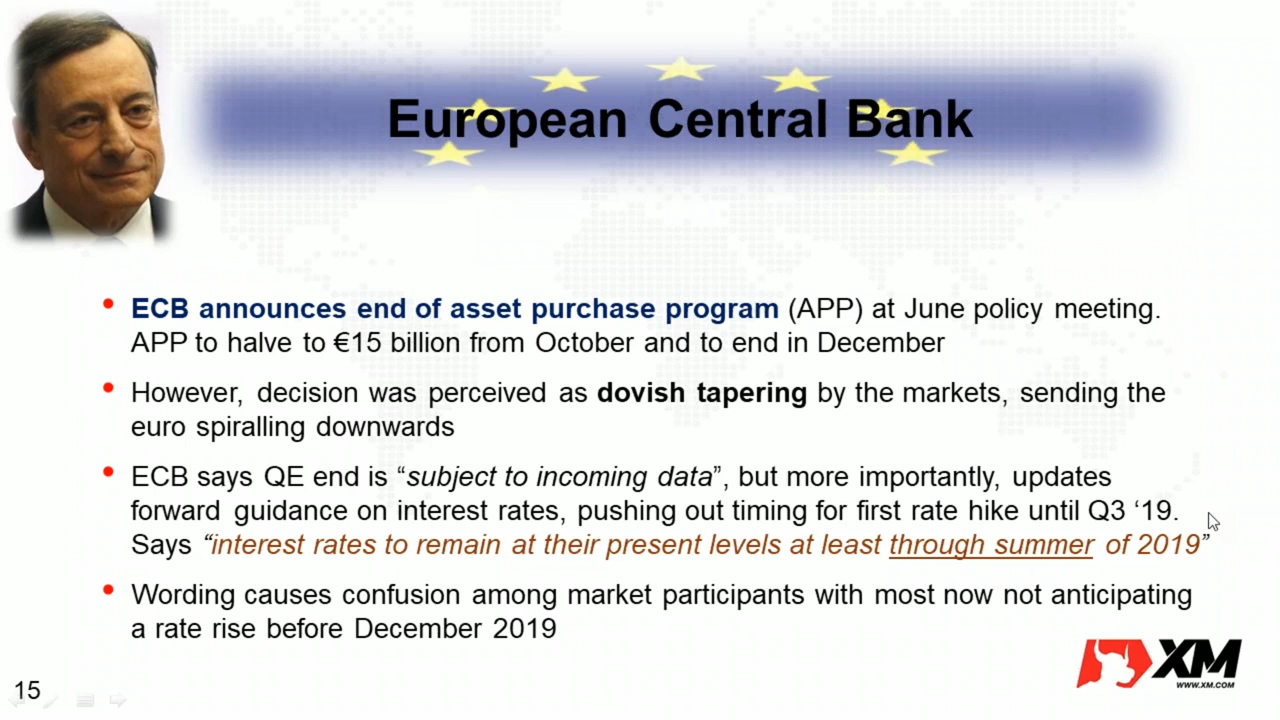 European Central Bank
• ECB announces end of asset purchase program (APP) at June policy meeting.
APP to halve to €15 billion from October and to end in December
• However, decision was perceived as dovish tapering by the markets, sending the
euro spiralling downwards
• ECB says QE end is “subject to incoming data”, but more importantly, updates
forward guidance on interest rates, pushing out timing for first rate hike until Q3 ‘19.
Says “interest rates to remain at their present levels at least through summer of 2019”
• Wording causes confusion among market participants with most now not anticipating
a rate rise before December 2019
XM
WWW.XM.COM
15